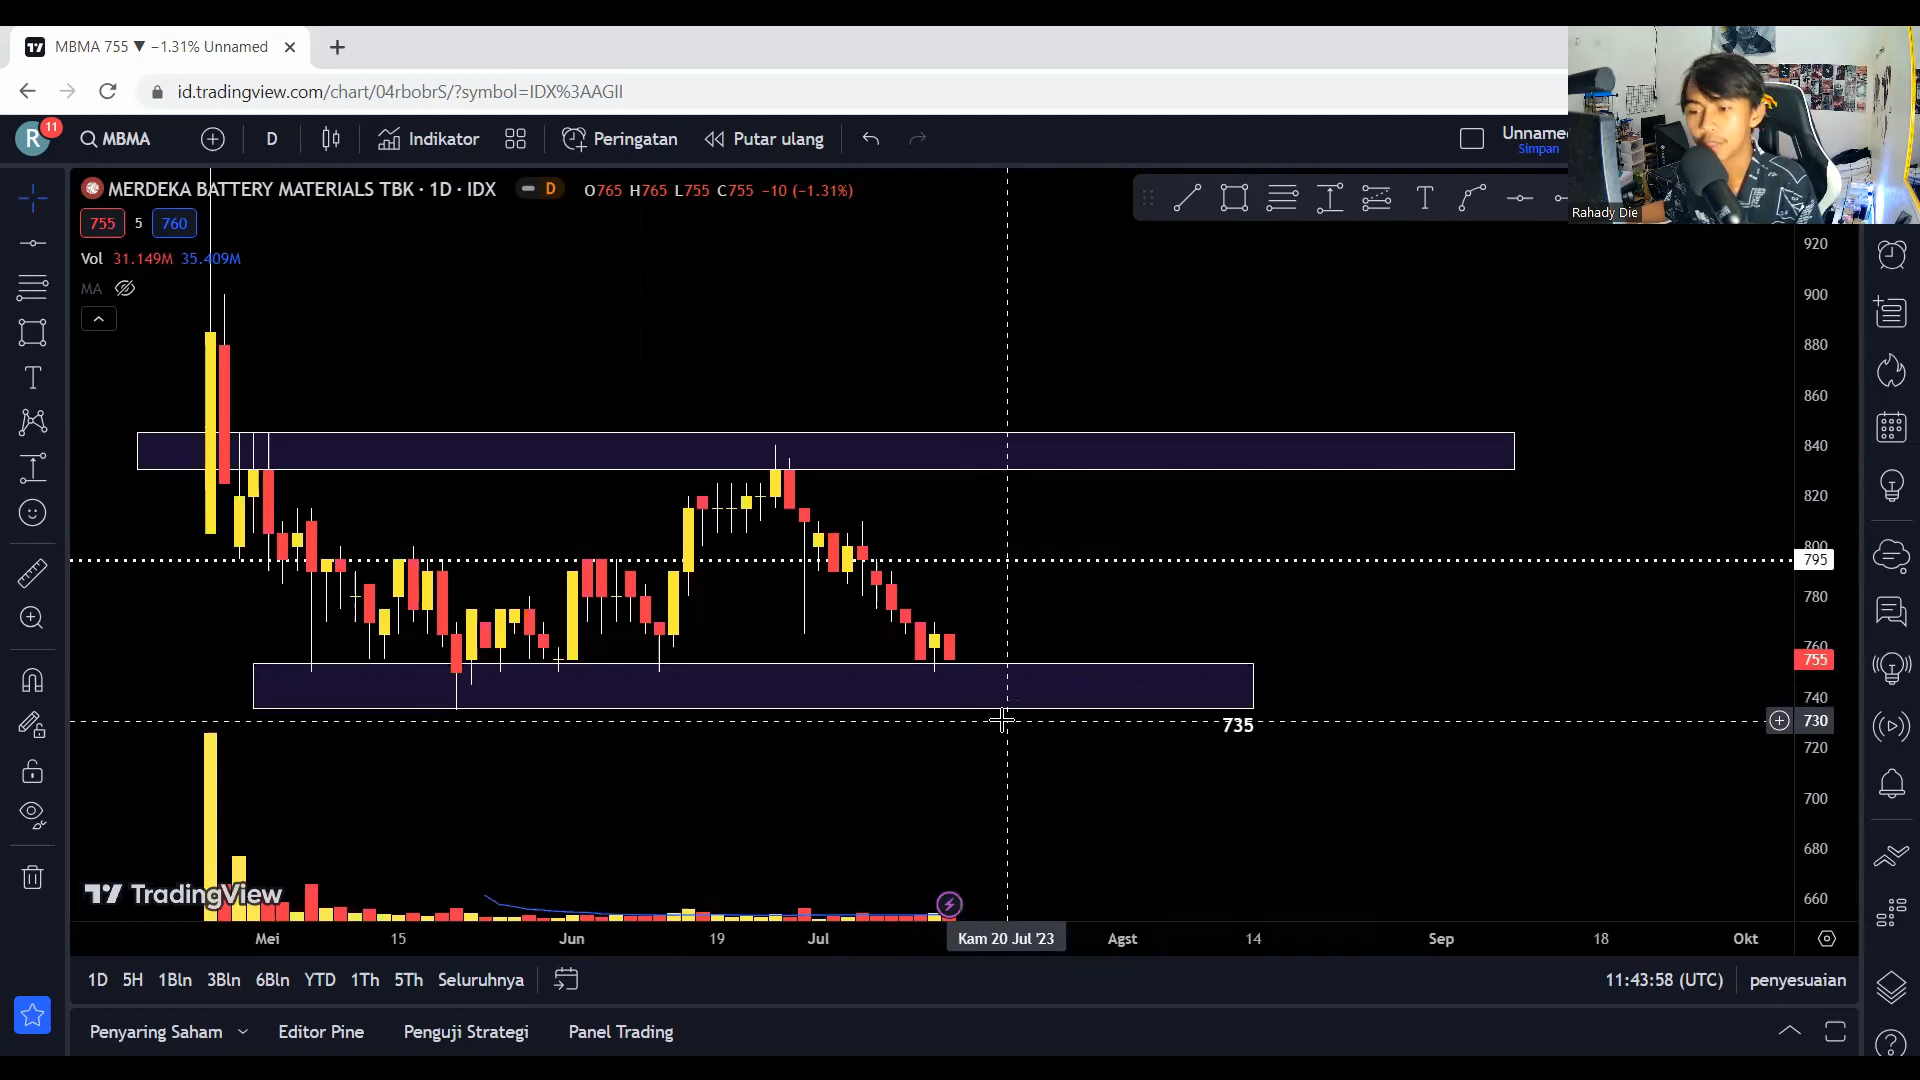 MBMA 755 ▼ −1.31% Unnamed
id.tradingview.com/chart/04rbobrS/?symbol=IDX%3AAGII
R 11 MBMA D Indikator Peringatan Putar ulang Unname
Simpan
Rahady Die
MERDEKA BATTERY MATERIALS TBK · 1D · IDX D O765 H765 L755 C755 −10 (−1.31%)
755 5 760
Vol 31.149M 35.409M
MA
920
900
880
860
840
820
800
795
780
760
755
740
730
735
720
700
680
660
TradingView
Mei 15 Jun 19 Jul Kam 20 Jul '23 Agst 14 Sep 18 Okt
1D 5H 1Bln 3Bln 6Bln YTD 1Th 5Th Seluruhnya 11:43:58 (UTC) penyesuaian
Penyaring Saham Editor Pine Penguji Strategi Panel Trading